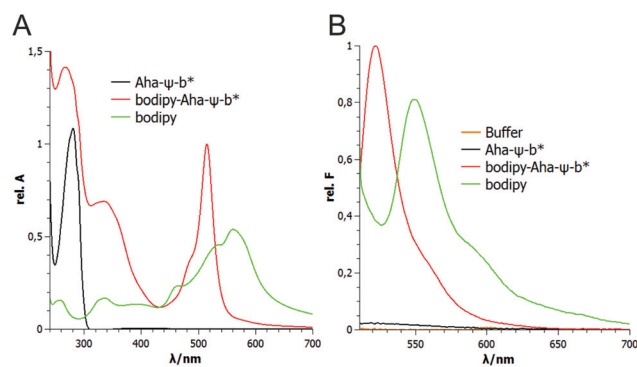 A
1,5
1
0,5
0
rel. A
300
400
500
600
700
λ/nm
Aha-ψ-b*
bodipy-Aha-ψ-b*
bodipy
B
1
0,8
0,6
0,4
0,2
0
rel. F
550
600
650
700
λ/nm
Buffer
Aha-ψ-b*
bodipy-Aha-ψ-b*
bodipy